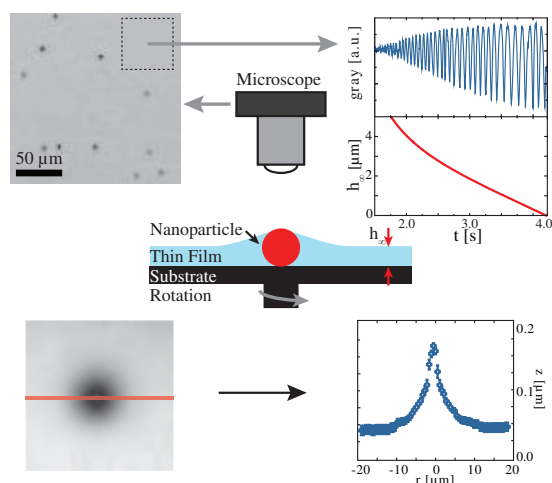 50 µm
Microscope
gray [a.u.]
h∞ [µm]
4
2
0
2.0
3.0
4.0
t [s]
Nanoparticle
h∞
Thin Film
Substrate
Rotation
0.2
0.1
0.0
z [µm]
-20
-10
0
10
20
r [µm]